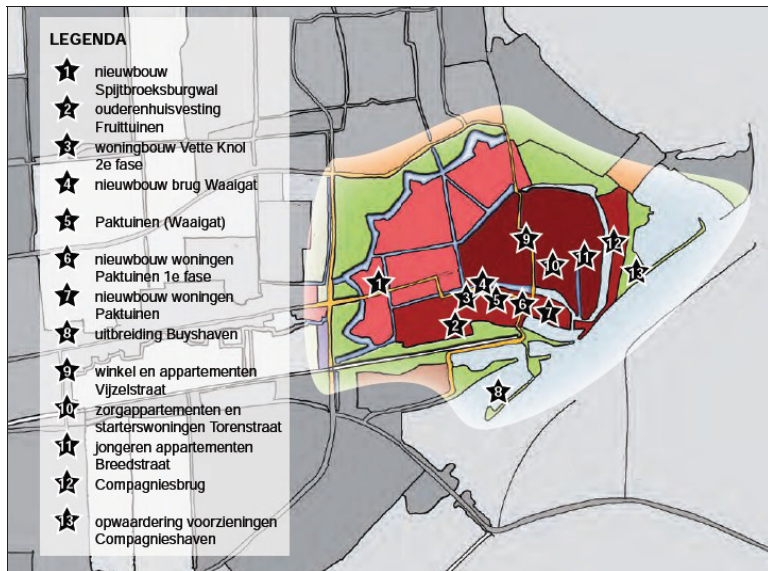 LEGENDA
1 nieuwbouw
Spijtbroeksburgwal
2 ouderenhuisvesting
Fruittuinen
3 woningbouw Vette Knol
2e fase
4 nieuwbouw brug Waaigat
5 Paktuinen (Waaigat)
6 nieuwbouw woningen
Paktuinen 1e fase
7 nieuwbouw woningen
Paktuinen
8 uitbreiding Buyshaven
9 winkel en appartementen
Vijzelstraat
10 zorgappartementen en
starterswoningen Torenstraat
11 jongeren appartementen
Breedstraat
12 Compagniesbrug
13 opwaardering voorzieningen
Compagnieshaven
9
12
10
11
13
1
4
3
5
6
7
2
8